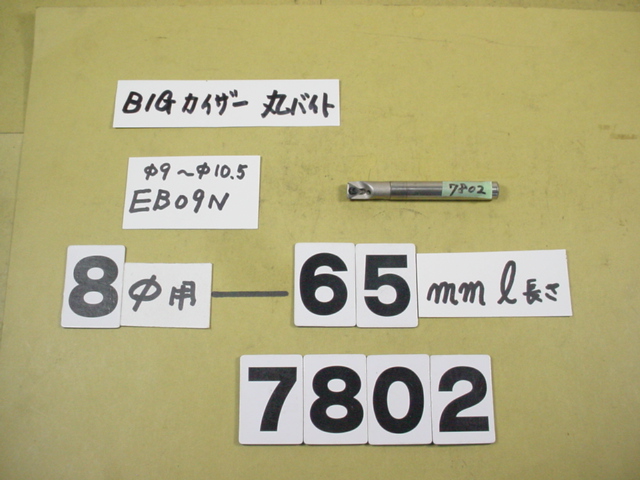 BIG カイザー 丸バイト
Φ9～Φ10.5
EB09N
7802
8 Φ用 — 65 mm l 長さ
7802